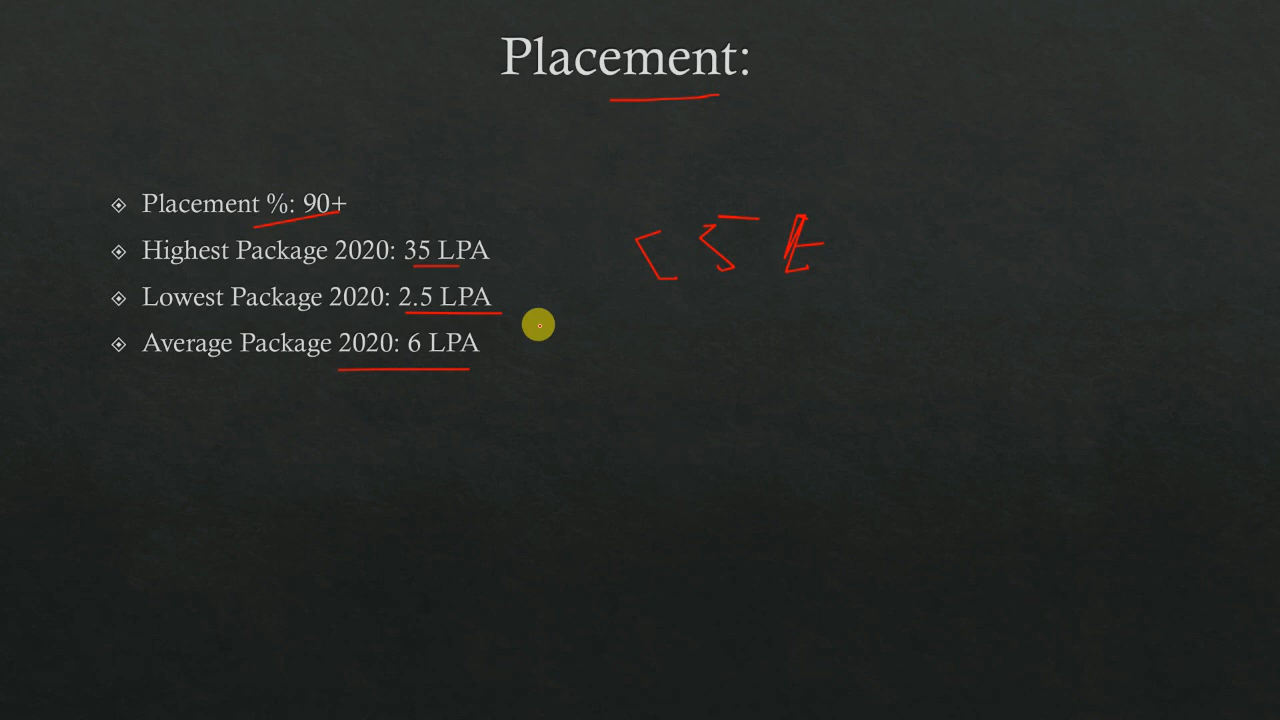 Placement:
Placement %: 90+
Highest Package 2020: 35 LPA
Lowest Package 2020: 2.5 LPA
Average Package 2020: 6 LPA